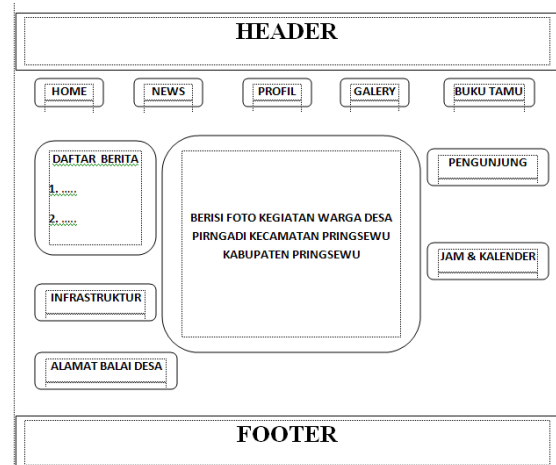 HEADER
HOME
NEWS
PROFIL
GALERY
BUKU TAMU
DAFTAR BERITA
1. .....
2. .....
INFRASTRUKTUR
ALAMAT BALAI DESA
BERISI FOTO KEGIATAN WARGA DESA
PIRNGADI KECAMATAN PRINGSEWU
KABUPATEN PRINGSEWU
PENGUNJUNG
JAM & KALENDER
FOOTER